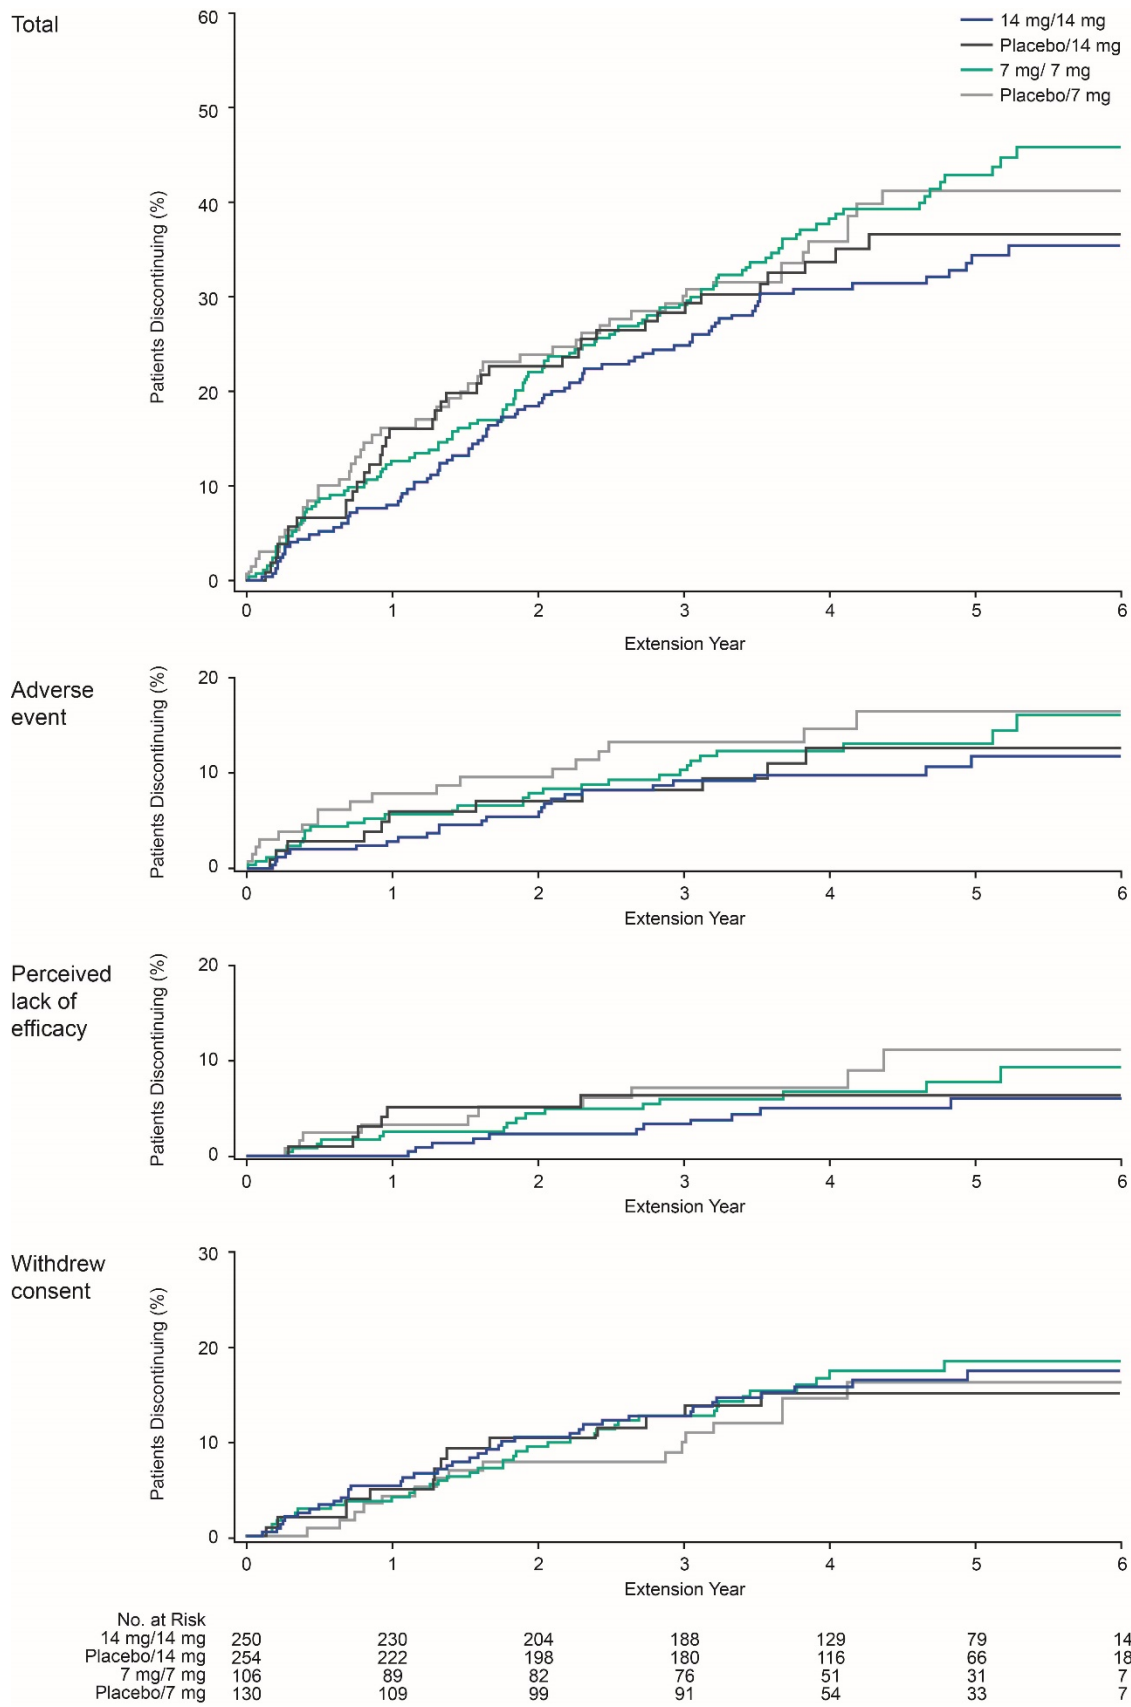 Total
14 mg/14 mg
Placebo/14 mg
7 mg/ 7 mg
Placebo/7 mg
Patients Discontinuing (%)
60
50
40
30
20
10
0
0 1 2 3 4 5 6
Extension Year
Adverse
event
Patients Discontinuing (%)
20
10
0
0 1 2 3 4 5 6
Extension Year
Perceived
lack of
efficacy
Patients Discontinuing (%)
20
10
0
0 1 2 3 4 5 6
Extension Year
Withdrew
consent
Patients Discontinuing (%)
30
20
10
0
0 1 2 3 4 5 6
Extension Year
No. at Risk
14 mg/14 mg 250 230 204 188 129 79 14
Placebo/14 mg 254 222 198 180 116 66 18
7 mg/7 mg 106 89 82 76 51 31 7
Placebo/7 mg 130 109 99 91 54 33 7